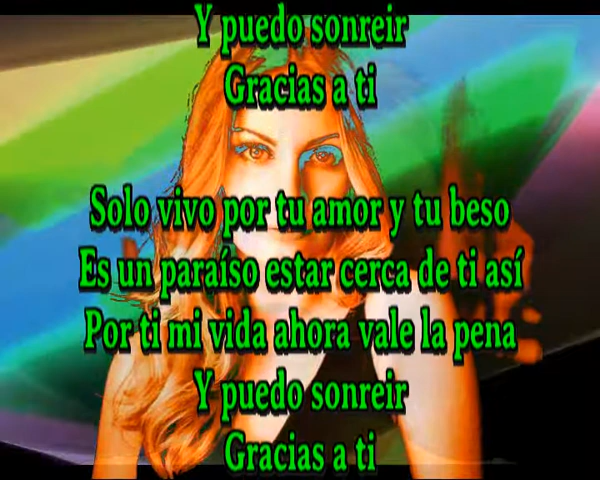 Y puedo sonreir
Gracias a ti
Solo vivo por tu amor y tu beso
Es un paraíso estar cerca de ti así
Por ti mi vida ahora vale la pena
Y puedo sonreir
Gracias a ti